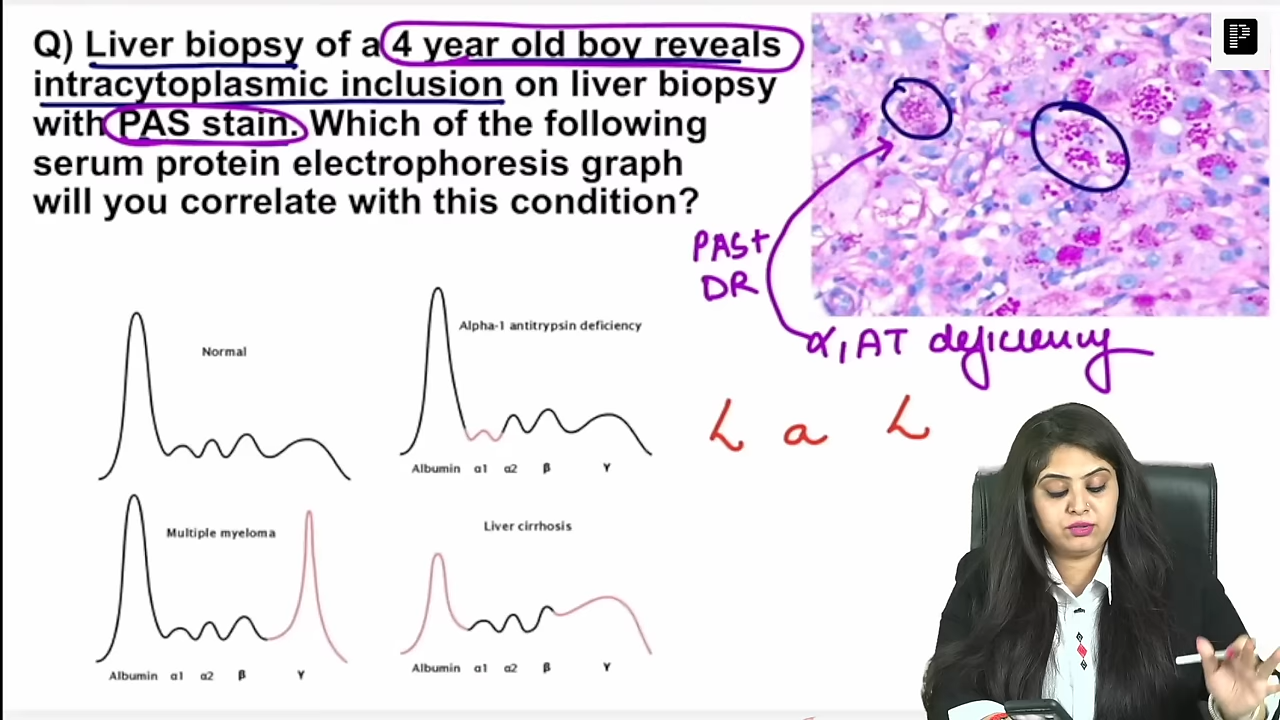 Q) Liver biopsy of a 4 year old boy reveals
intracytoplasmic inclusion on liver biopsy
with PAS stain. Which of the following
serum protein electrophoresis graph
will you correlate with this condition?
P
PAS+
DR
α1AT deficiency
L a L
Normal
Alpha-1 antitrypsin deficiency
Albumin α1 α2 β γ
Multiple myeloma
Albumin α1 α2 β γ
Liver cirrhosis
Albumin α1 α2 β γ